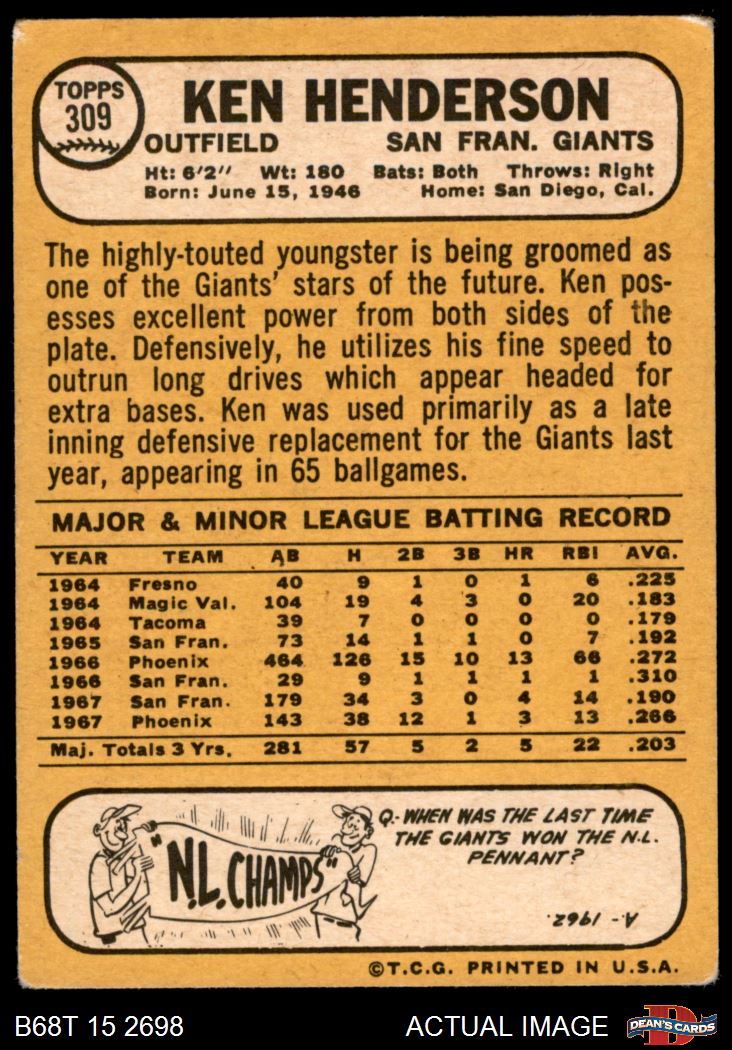 TOPPS
309
KEN HENDERSON
OUTFIELD SAN FRAN. GIANTS
Ht: 6'2" Wt: 180 Bats: Both Throws: Right
Born: June 15, 1946 Home: San Diego, Cal.
The highly-touted youngster is being groomed as
one of the Giants' stars of the future. Ken pos-
esses excellent power from both sides of the
plate. Defensively, he utilizes his fine speed to
outrun long drives which appear headed for
extra bases. Ken was used primarily as a late
inning defensive replacement for the Giants last
year, appearing in 65 ballgames.
MAJOR & MINOR LEAGUE BATTING RECORD
YEAR TEAM AB H 2B 3B HR RBI AVG.
1964 Fresno 40 9 1 0 1 6 .225
1964 Magic Val. 104 19 4 3 0 20 .183
1964 Tacoma 39 7 0 0 0 0 .179
1965 San Fran. 73 14 1 1 0 7 .192
1966 Phoenix 464 126 15 10 13 66 .272
1966 San Fran. 29 9 1 1 1 1 .310
1967 San Fran. 179 34 3 0 4 14 .190
1967 Phoenix 143 38 12 1 3 13 .266
Maj. Totals 3 Yrs. 281 57 5 2 5 22 .203
"N.L. CHAMPS"
Q.-WHEN WAS THE LAST TIME
THE GIANTS WON THE N.L.
PENNANT?
A- 1962.
©T.C.G. PRINTED IN U.S.A.
B68T 15 2698 ACTUAL IMAGE
D
DEAN'S CARDS